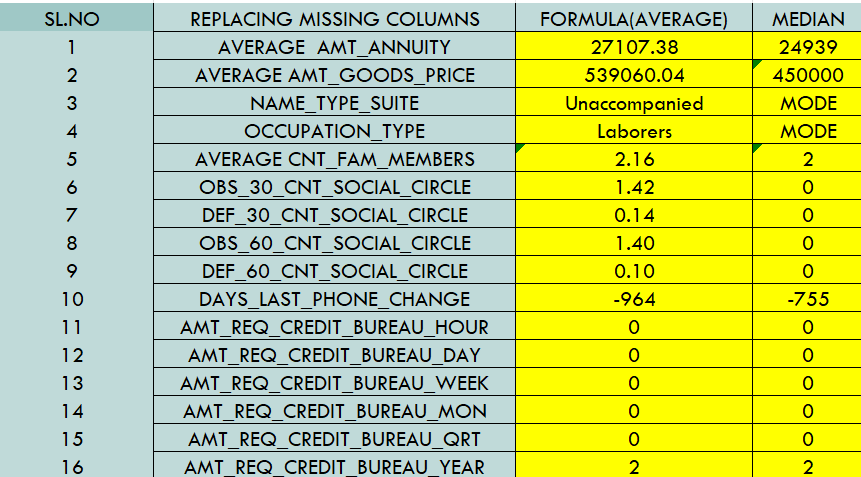 SL.NO REPLACING MISSING COLUMNS FORMULA(AVERAGE) MEDIAN
1 AVERAGE AMT_ANNUITY 27107.38 24939
2 AVERAGE AMT_GOODS_PRICE 539060.04 450000
3 NAME_TYPE_SUITE Unaccompanied MODE
4 OCCUPATION_TYPE Laborers MODE
5 AVERAGE CNT_FAM_MEMBERS 2.16 2
6 OBS_30_CNT_SOCIAL_CIRCLE 1.42 0
7 DEF_30_CNT_SOCIAL_CIRCLE 0.14 0
8 OBS_60_CNT_SOCIAL_CIRCLE 1.40 0
9 DEF_60_CNT_SOCIAL_CIRCLE 0.10 0
10 DAYS_LAST_PHONE_CHANGE -964 -755
11 AMT_REQ_CREDIT_BUREAU_HOUR 0 0
12 AMT_REQ_CREDIT_BUREAU_DAY 0 0
13 AMT_REQ_CREDIT_BUREAU_WEEK 0 0
14 AMT_REQ_CREDIT_BUREAU_MON 0 0
15 AMT_REQ_CREDIT_BUREAU_QRT 0 0
16 AMT_REQ_CREDIT_BUREAU_YEAR 2 2